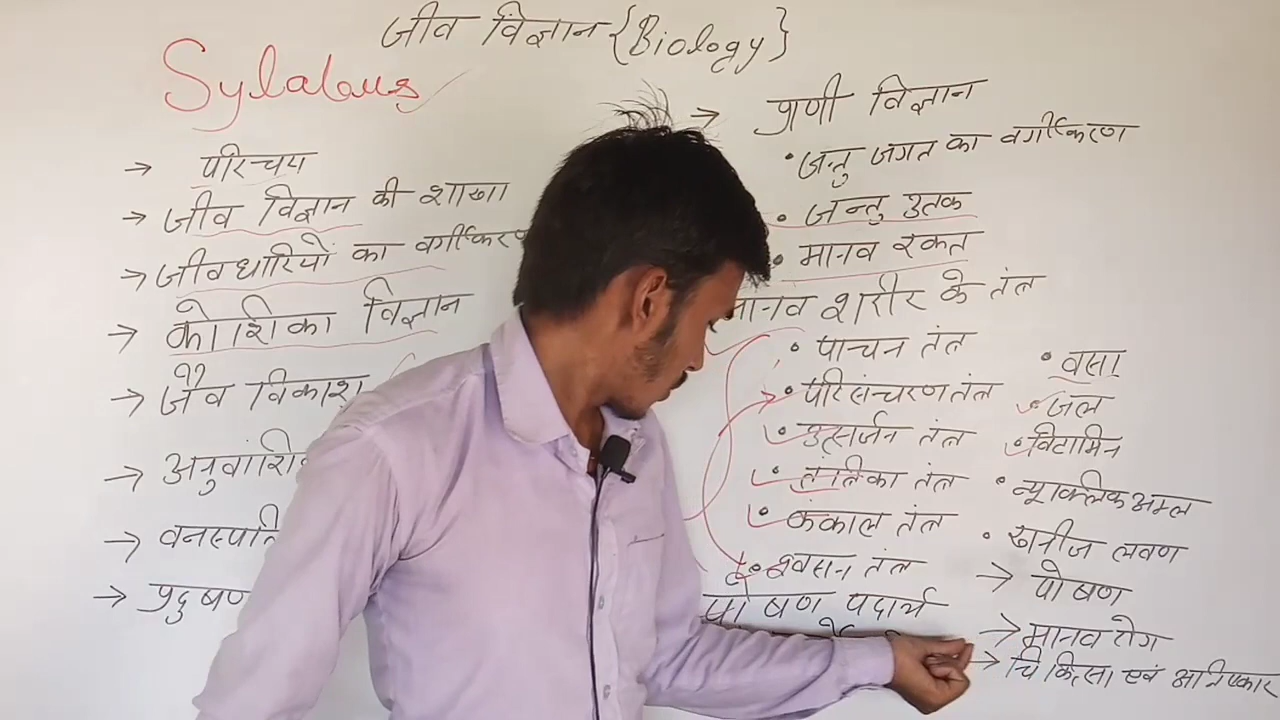 जीव विज्ञान {Biology}
Sylabus
→ परिचय
→ जीव विज्ञान की शाखा
→ जीवधारियों का वर्गीकरण
→ कोशिका विज्ञान
→ जैव विकाश
→ अनुवांशि
→ वनस्पति
→ प्रदुषण
→ प्राणी विज्ञान
• जन्तु जगत का वर्गीकरण
• जन्तु उतक
• मानव रक्त
मानव शरीर के तंत
• पाचन तंत
• परिसंचरण तंत
• उत्सर्जन तंत
• तंतिका तंत
• कंकाल तंत
• श्वसन तंत
पोषण पदार्थ
• वसा
• जल
• विटामिन
• न्यूक्लिक अम्ल
• खनीज लवण
→ पोषण
→ मानव रोग
→ चिकित्सा एवं